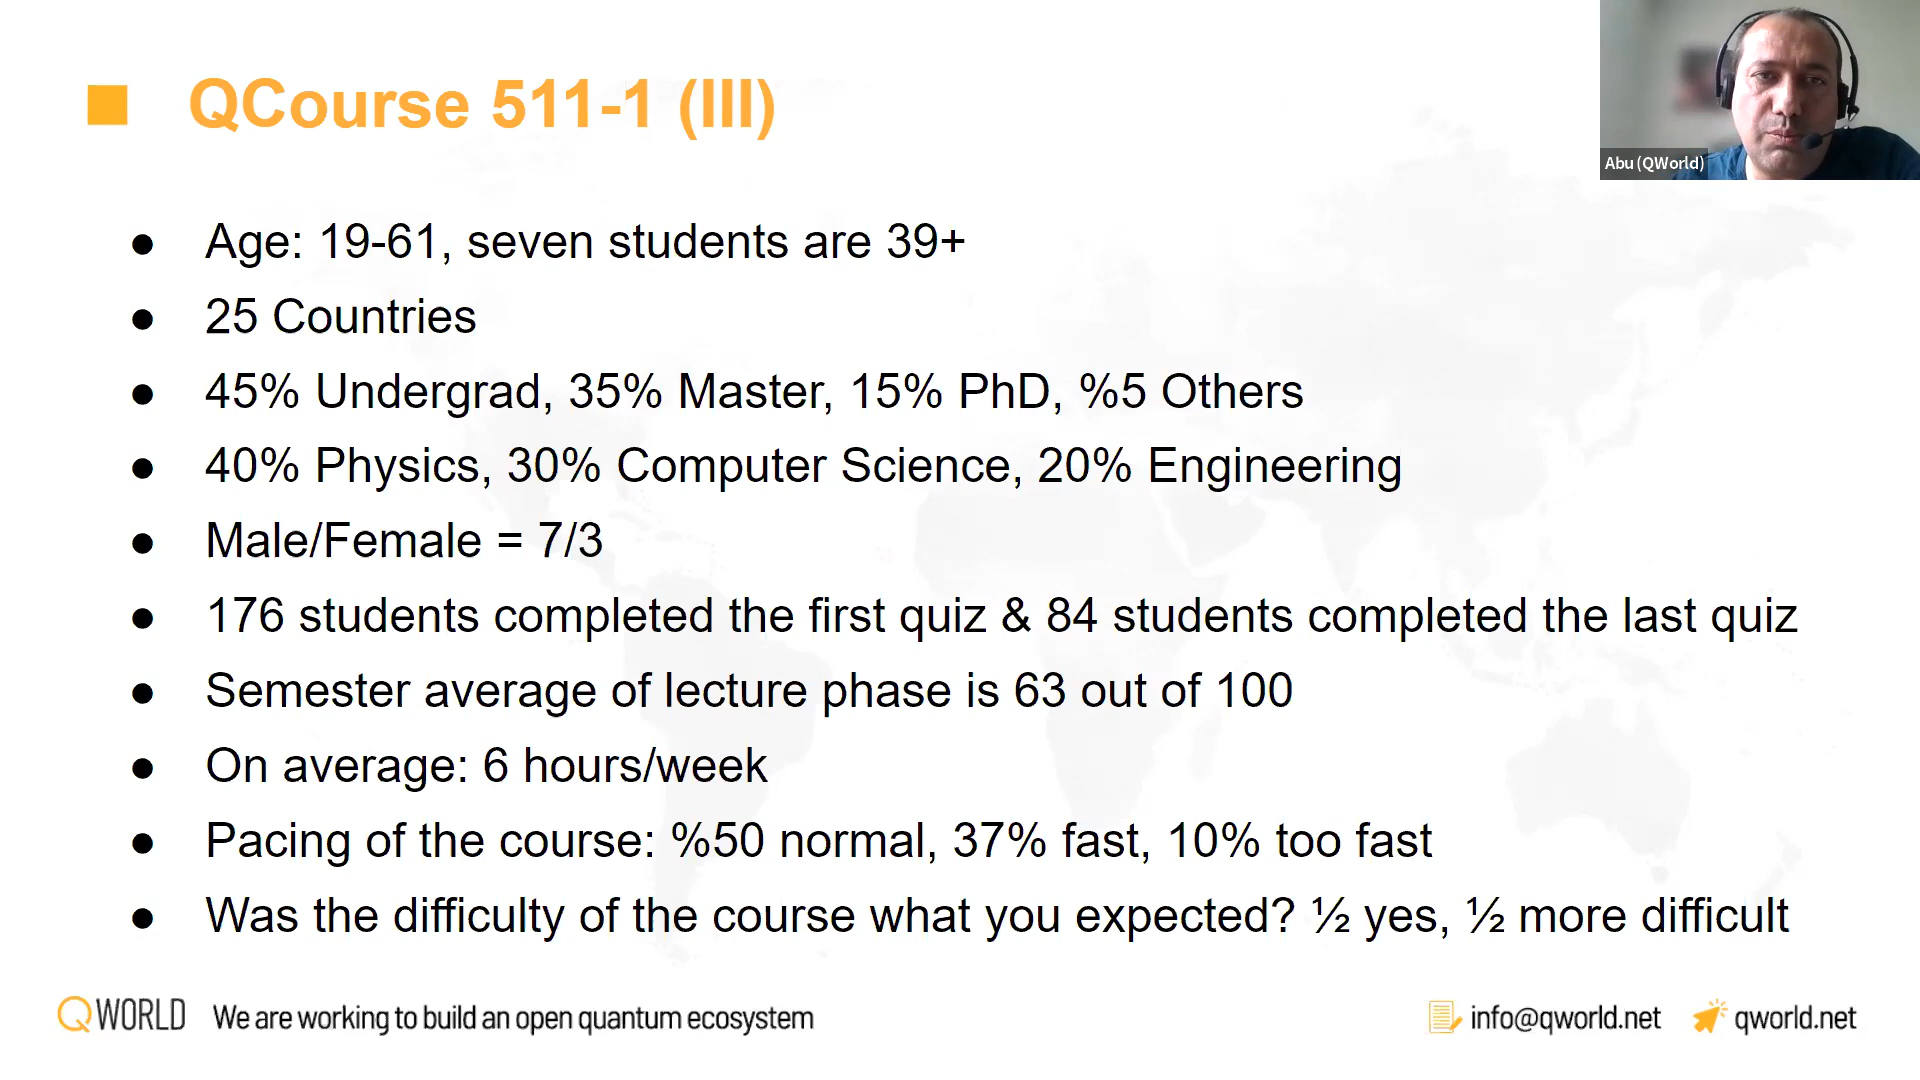 QCourse 511-1 (III)
Abu (QWorld)
Age: 19-61, seven students are 39+
25 Countries
45% Undergrad, 35% Master, 15% PhD, %5 Others
40% Physics, 30% Computer Science, 20% Engineering
Male/Female = 7/3
176 students completed the first quiz & 84 students completed the last quiz
Semester average of lecture phase is 63 out of 100
On average: 6 hours/week
Pacing of the course: %50 normal, 37% fast, 10% too fast
Was the difficulty of the course what you expected? ½ yes, ½ more difficult
QWORLD We are working to build an open quantum ecosystem info@qworld.net qworld.net